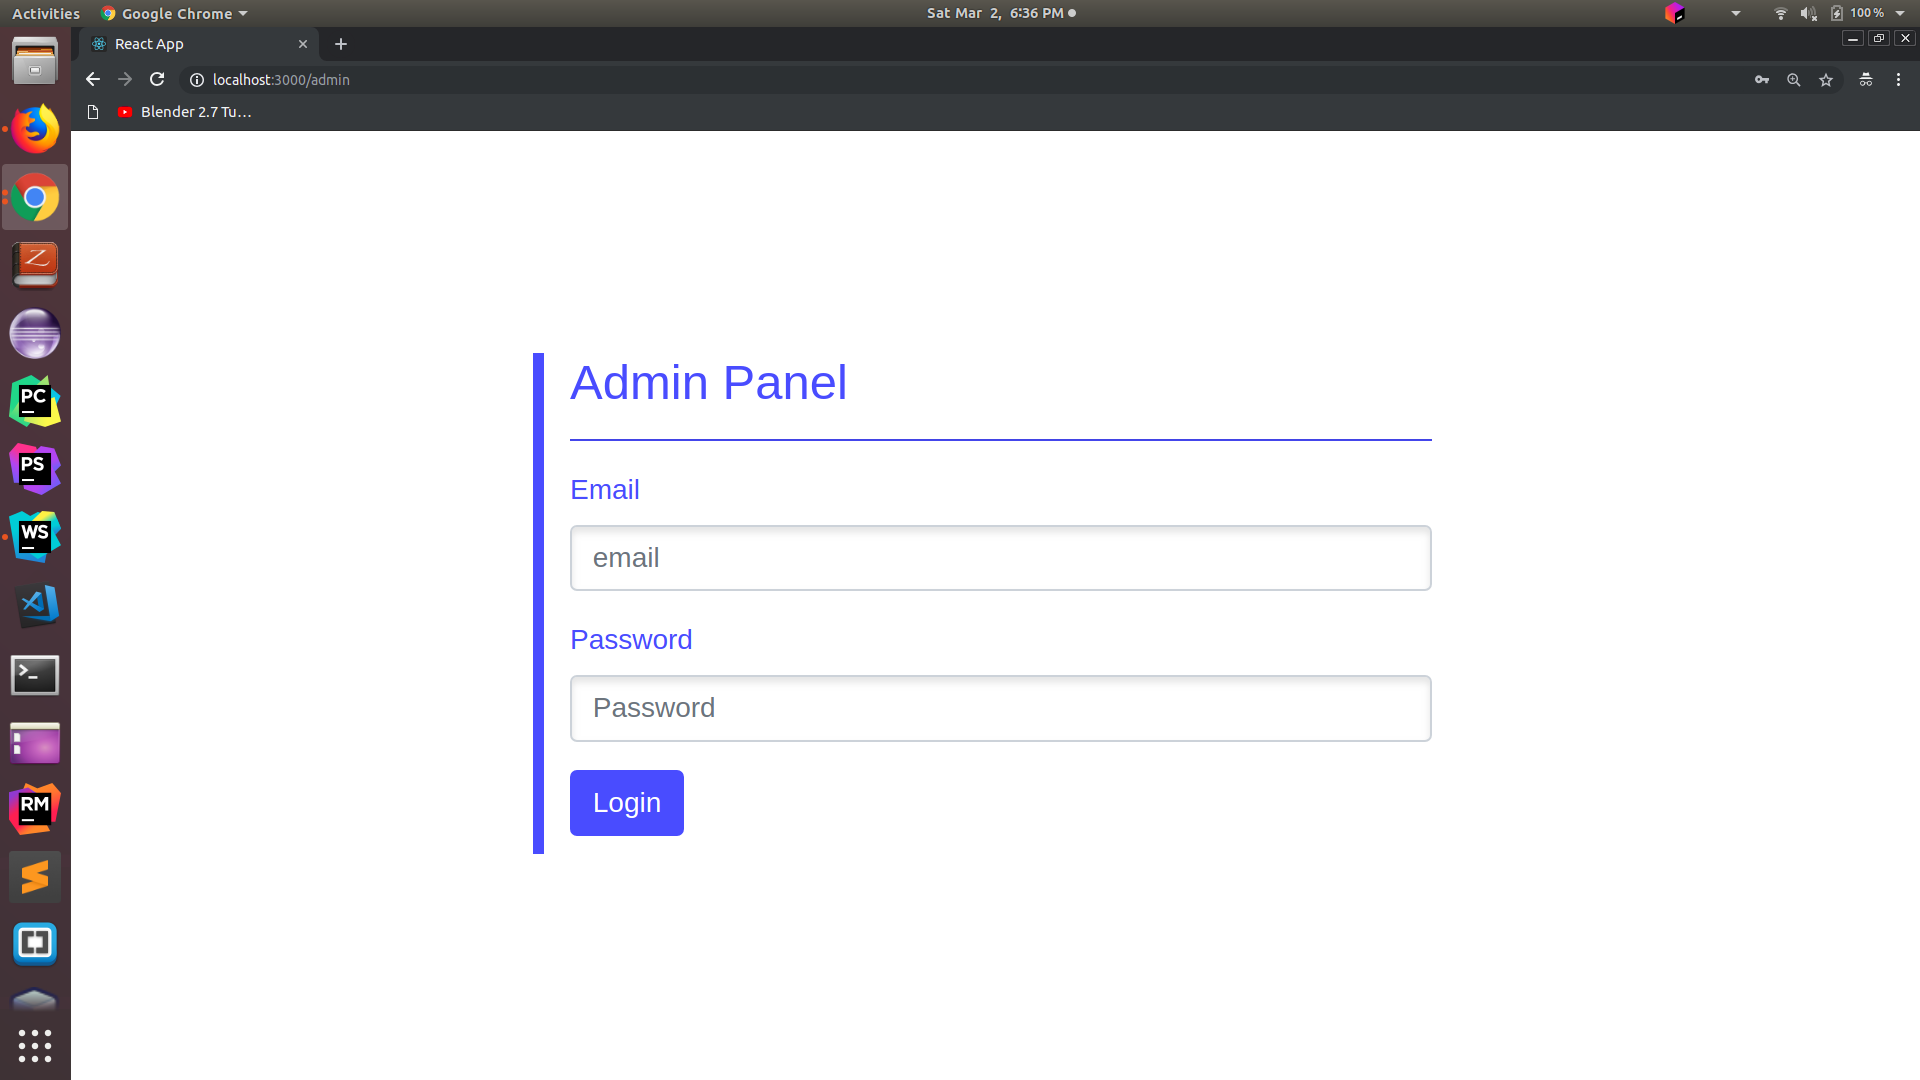 Activities Google Chrome Sat Mar 2, 6:36 PM 100%
React App
localhost:3000/admin
Blender 2.7 Tu…
Admin Panel
Email
email
Password
Password
Login
Z
PC
PS
WS
>_
RM